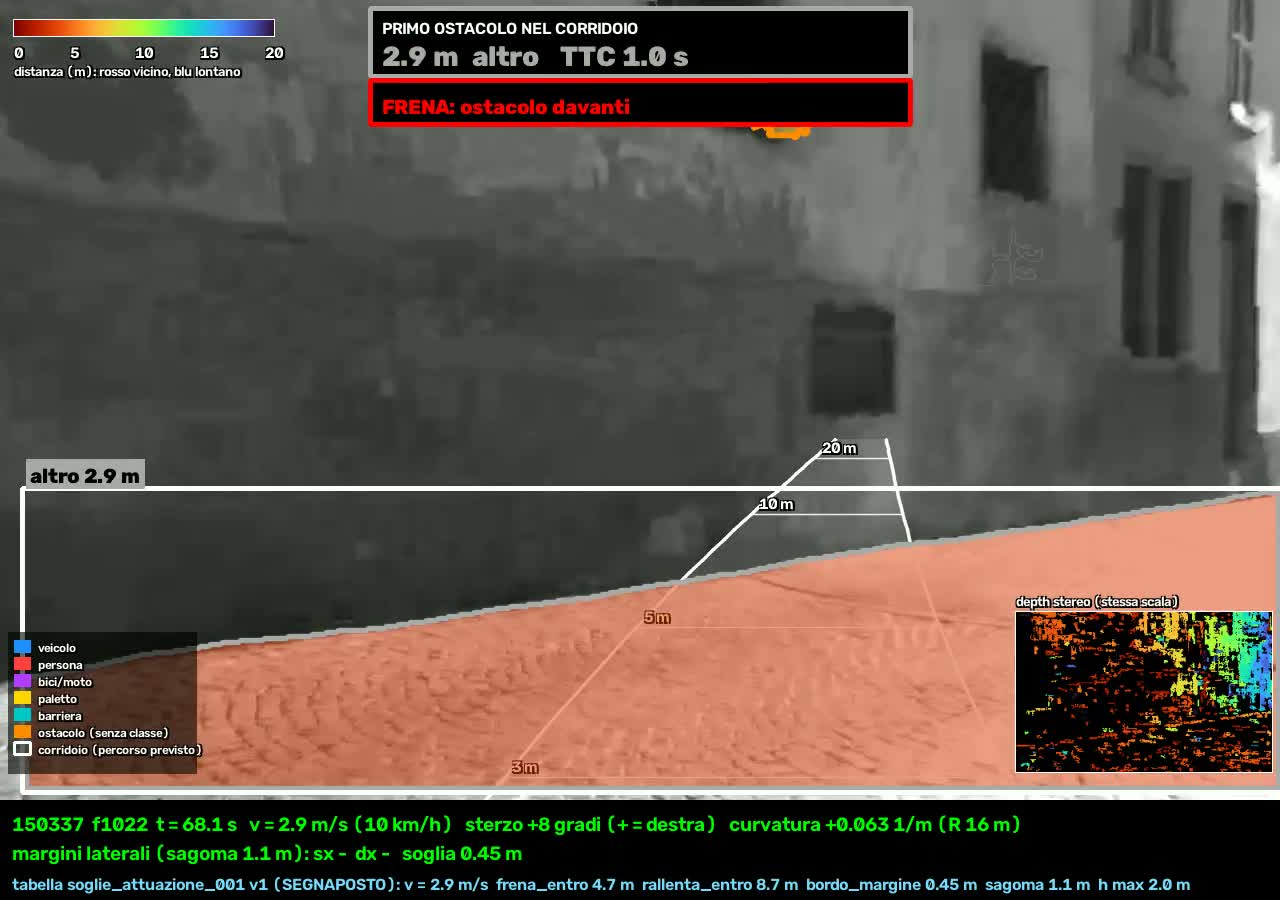 0 5 10 15 20
distanza (m): rosso vicino, blu lontano
PRIMO OSTACOLO NEL CORRIDOIO
2.9 m altro TTC 1.0 s
FRENA: ostacolo davanti
20 m
altro 2.9 m
10 m
5 m
3 m
depth stereo (stessa scala)
veicolo
persona
bici/moto
paletto
barriera
ostacolo (senza classe)
corridoio (percorso previsto)
150337 f1022 t = 68.1 s v = 2.9 m/s (10 km/h) sterzo +8 gradi (+ = destra) curvatura +0.063 1/m (R 16 m)
margini laterali (sagoma 1.1 m): sx - dx - soglia 0.45 m
tabella soglie_attuazione_001 v1 (SEGNAPOSTO): v = 2.9 m/s frena_entro 4.7 m rallenta_entro 8.7 m bordo_margine 0.45 m sagoma 1.1 m h max 2.0 m